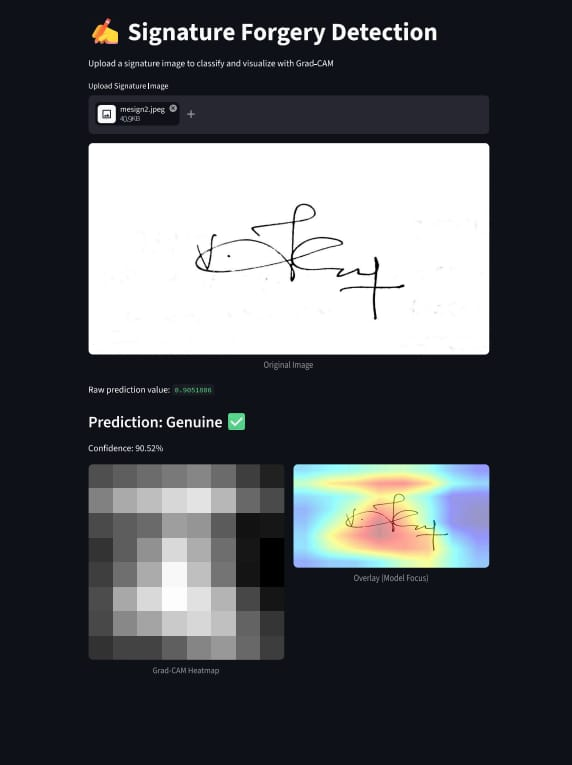 ✍️ Signature Forgery Detection
Upload a signature image to classify and visualize with Grad-CAM
Upload Signature Image
mesign2.jpeg
40.9KB
Original Image
Raw prediction value: 0.9051886
Prediction: Genuine ✅
Confidence: 90.52%
Overlay (Model Focus)
Grad-CAM Heatmap